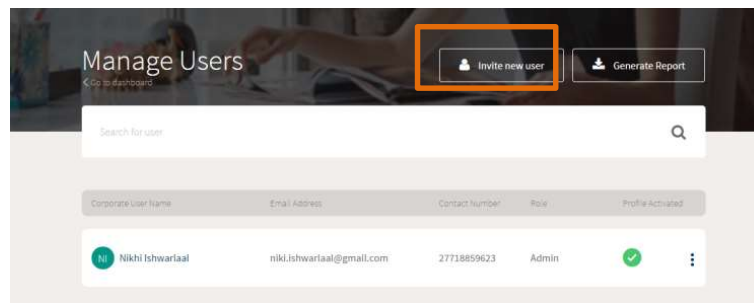 Manage Users
Go to dashboard
Invite new user
Generate Report
Search for user
Corporate User Name Email Address Contact Number Role Profile Activated
NI Nikhi Ishwarlaal niki.ishwarlaal@gmail.com 27718859623 Admin